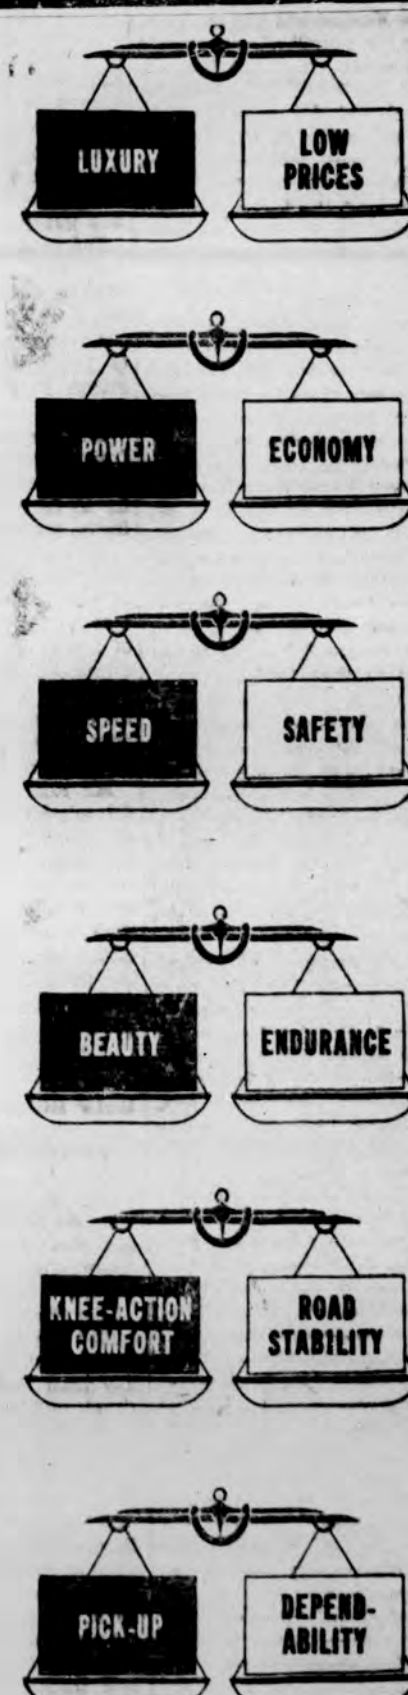 LUXURY
LOW
PRICES
POWER
ECONOMY
SPEED
SAFETY
BEAUTY
ENDURANCE
KNEE-ACTION
COMFORT
ROAD
STABILITY
PICK-UP
DEPEND-
ABILITY